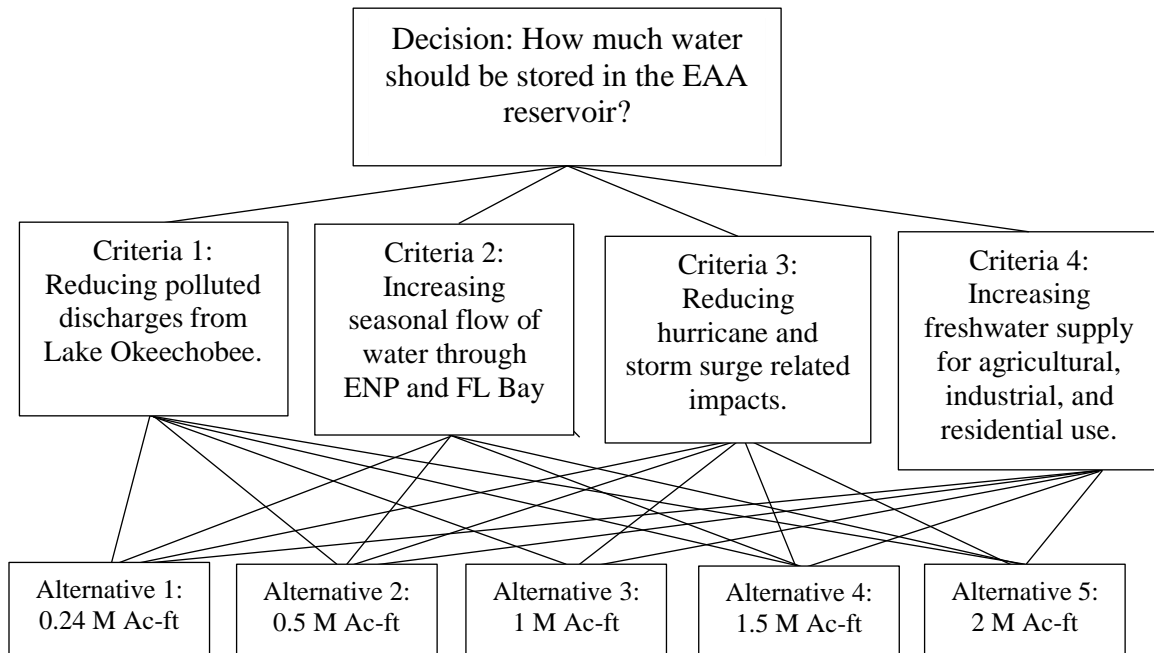 Decision: How much water
should be stored in the EAA
reservoir?
Criteria 1:
Reducing polluted
discharges from
Lake Okeechobee.
Criteria 2:
Increasing
seasonal flow of
water through
ENP and FL Bay
Criteria 3:
Reducing
hurricane and
storm surge related
impacts.
Criteria 4:
Increasing
freshwater supply
for agricultural,
industrial, and
residential use.
Alternative 1:
0.24 M Ac-ft
Alternative 2:
0.5 M Ac-ft
Alternative 3:
1 M Ac-ft
Alternative 4:
1.5 M Ac-ft
Alternative 5:
2 M Ac-ft